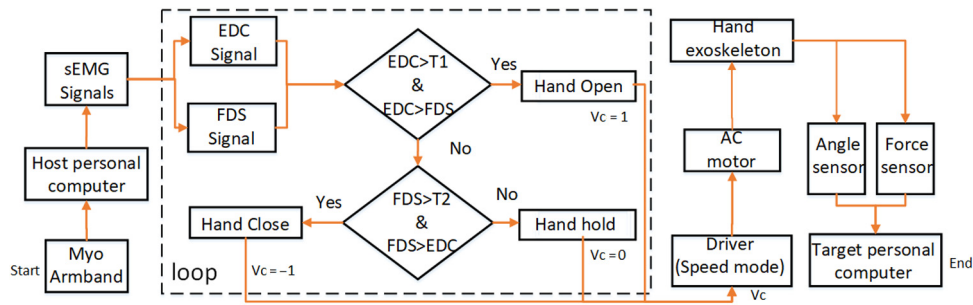 Start
Myo
Armband
Host personal
computer
sEMG
Signals
EDC
Signal
FDS
Signal
EDC>T1
&
EDC>FDS
Yes
Hand Open
Vc = 1
No
FDS>T2
&
FDS>EDC
Yes
Hand Close
Vc = −1
No
Hand hold
Vc =0
loop
Driver
(Speed mode)
Vc
AC
motor
Hand
exoskeleton
Angle
sensor
Force
sensor
Target personal
computer
End